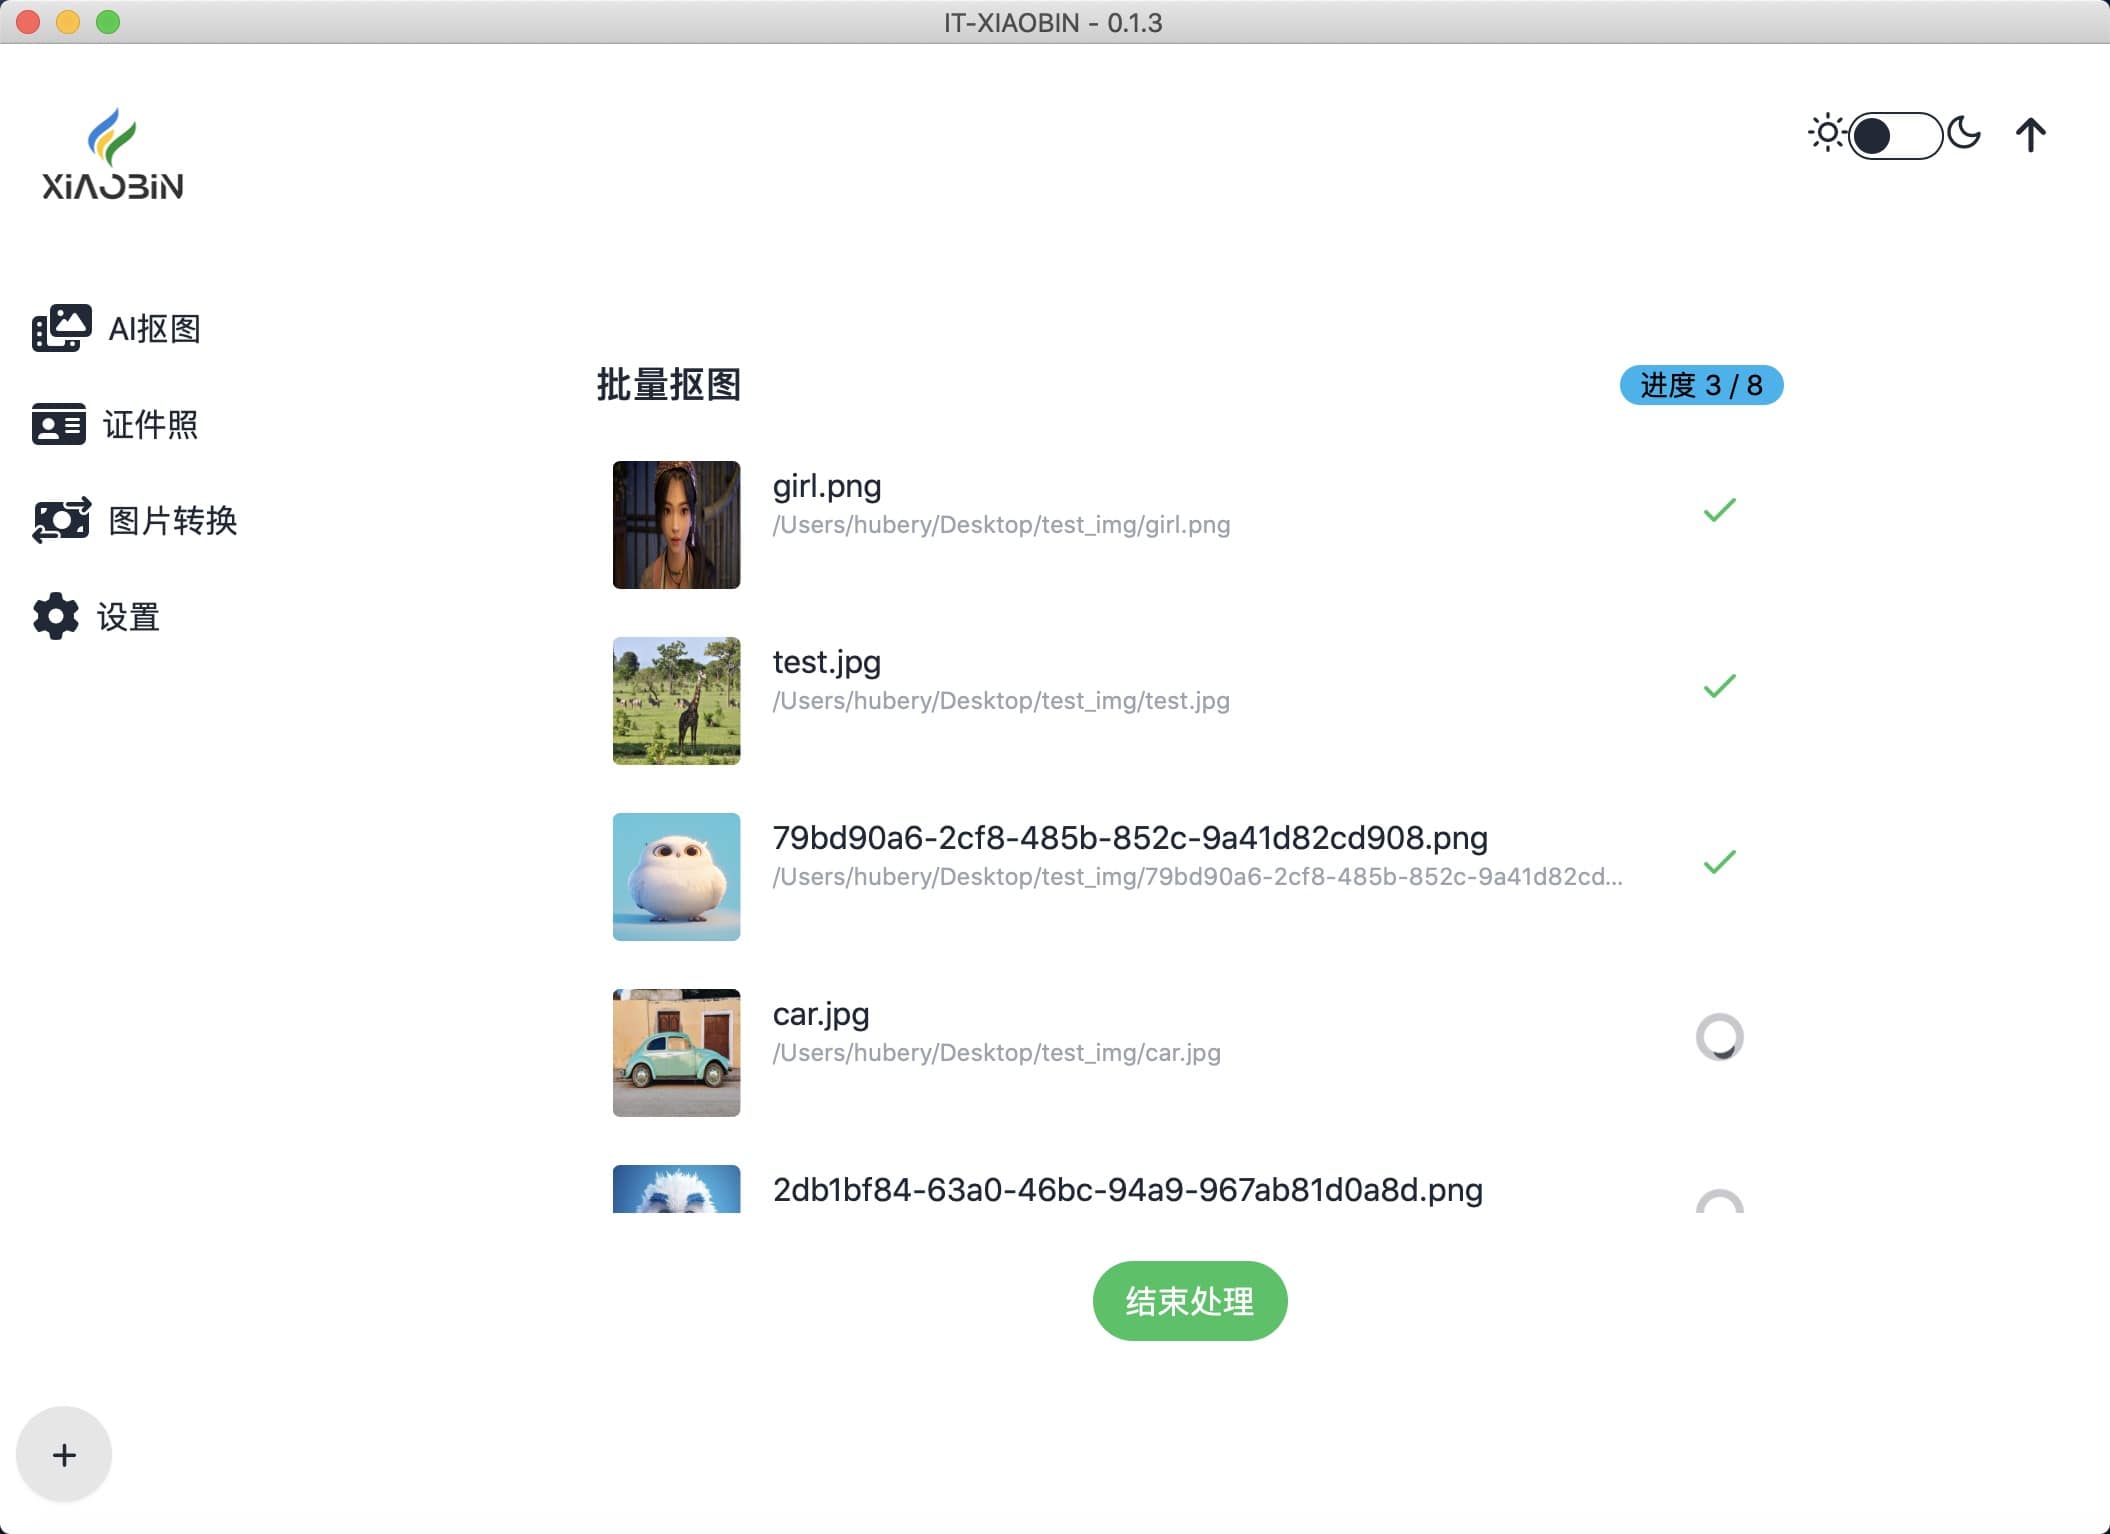 IT-XIAOBIN - 0.1.3
XiAOBiN
AI抠图
证件照
图片转换
设置
批量抠图
进度 3 / 8
girl.png
/Users/hubery/Desktop/test_img/girl.png
test.jpg
/Users/hubery/Desktop/test_img/test.jpg
79bd90a6-2cf8-485b-852c-9a41d82cd908.png
/Users/hubery/Desktop/test_img/79bd90a6-2cf8-485b-852c-9a41d82cd...
car.jpg
/Users/hubery/Desktop/test_img/car.jpg
2db1bf84-63a0-46bc-94a9-967ab81d0a8d.png
结束处理
+